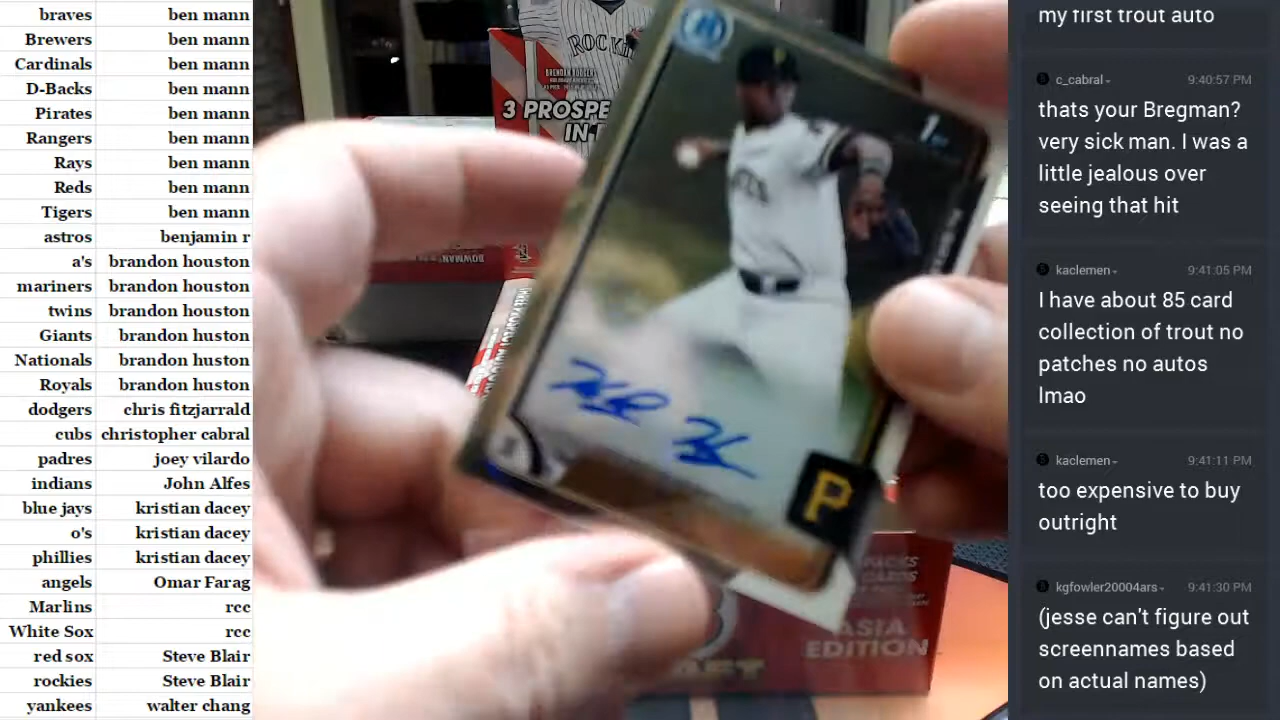 braves ben mann
Brewers ben mann
Cardinals ben mann
D-Backs ben mann
Pirates ben mann
Rangers ben mann
Rays ben mann
Reds ben mann
Tigers ben mann
astros benjamin r
a's brandon houston
mariners brandon houston
twins brandon houston
Giants brandon huston
Nationals brandon huston
Royals brandon huston
dodgers chris fitzjarrald
cubs christopher cabral
padres joey vilardo
indians John Alfes
blue jays kristian dacey
o's kristian dacey
phillies kristian dacey
angels Omar Farag
Marlins rcc
White Sox rcc
red sox Steve Blair
rockies Steve Blair
yankees walter chang
ROCKI
BRENDAN RODGERS
3 PROSPE
IN
BOWMAN
1
P
PACKS
CARDS
ASIA
EDITION
my first trout auto
c_cabral 9:40:57 PM
thats your Bregman?
very sick man. I was a
little jealous over
seeing that hit
kaclemen 9:41:05 PM
I have about 85 card
collection of trout no
patches no autos
lmao
kaclemen 9:41:11 PM
too expensive to buy
outright
kgfowler20004ars 9:41:30 PM
(jesse can't figure out
screennames based
on actual names)